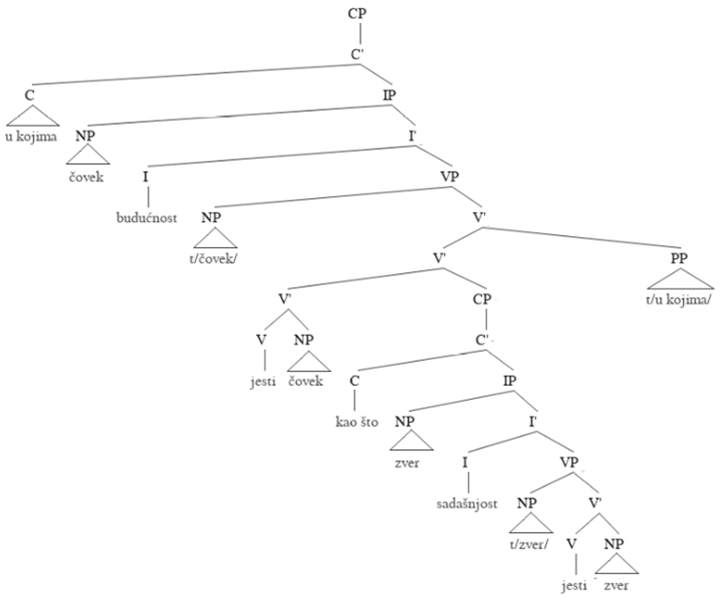 CP
C'
C IP
u kojima NP I'
čovek I VP
budućnost NP V'
t/čovek/ V' PP
V' CP t/u kojima/
V NP C'
jesti čovek C IP
kao što NP I'
zver I VP
sadašnjost NP V'
t/zver/ V NP
jesti zver